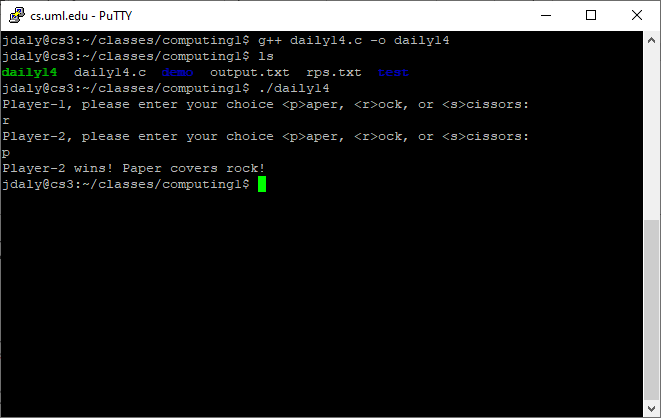 cs.uml.edu - PuTTY
jdaly@cs3:~/classes/computing1$ g++ daily14.c -o daily14
jdaly@cs3:~/classes/computing1$ ls
daily14  daily14.c  demo  output.txt  rps.txt  test
jdaly@cs3:~/classes/computing1$ ./daily14
Player-1, please enter your choice <p>aper, <r>ock, or <s>cissors:
r
Player-2, please enter your choice <p>aper, <r>ock, or <s>cissors:
p
Player-2 wins! Paper covers rock!
jdaly@cs3:~/classes/computing1$